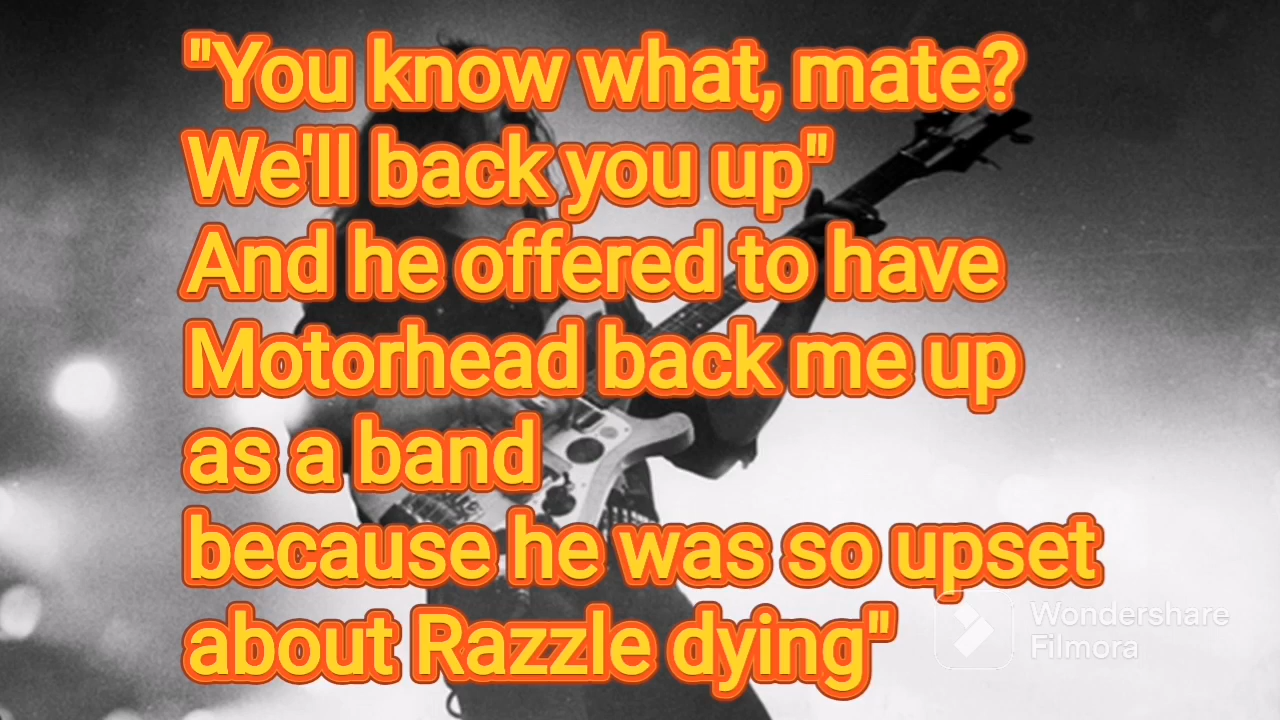 "You know what, mate?
We'll back you up"
And he offered to have
Motorhead back me up
as a band
because he was so upset
about Razzle dying"
Wondershare
Filmora